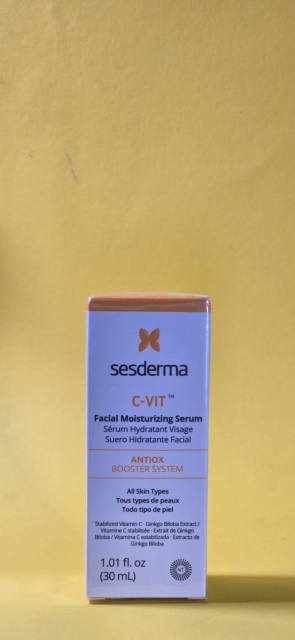 sesderma
C-VIT™
Facial Moisturizing Serum
Sérum Hydratant Visage
Suero Hidratante Facial
ANTIOX
BOOSTER SYSTEM
All Skin Types
Tous types de peaux
Todo tipo de piel
Stabilized Vitamin C · Ginkgo Biloba Extract /
Vitamine C stabilisée · Extrait de Ginkgo
Biloba / Vitamina C estabilizada · Extracto de
Ginkgo Biloba
1.01 fl. oz
(30 mL)